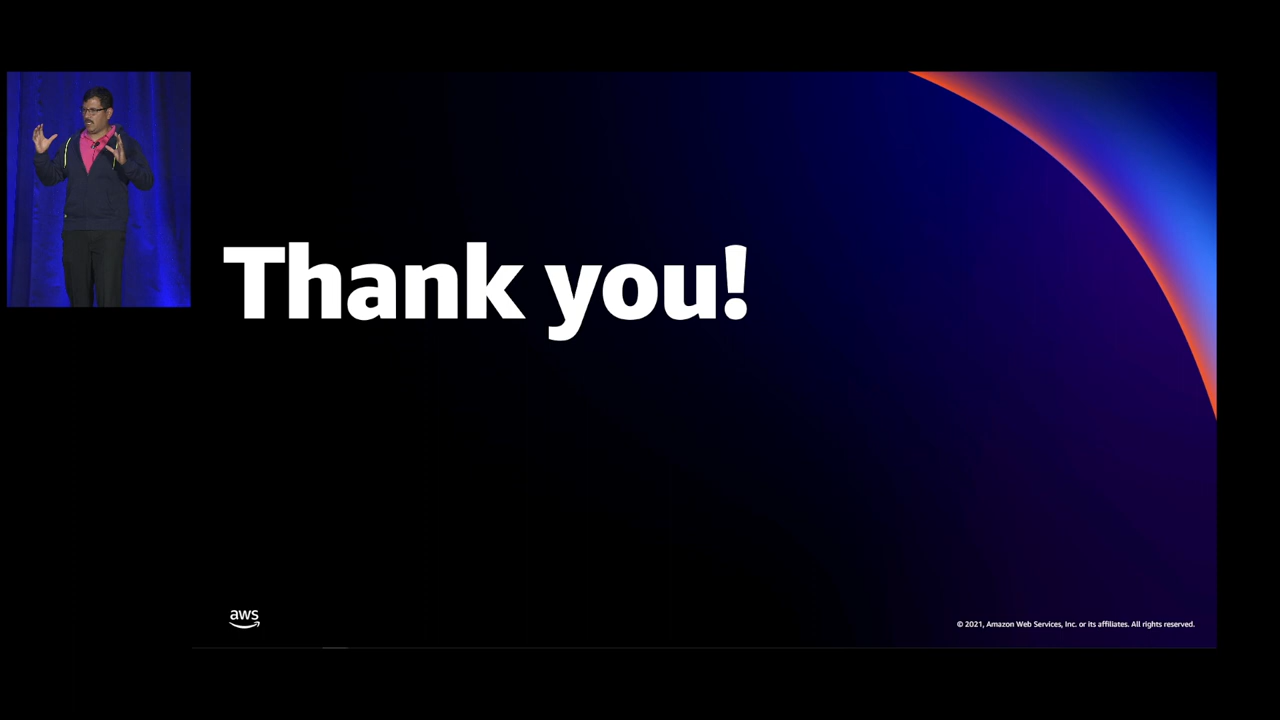 Thank you!
aws
© 2021, Amazon Web Services, Inc. or its affiliates. All rights reserved.